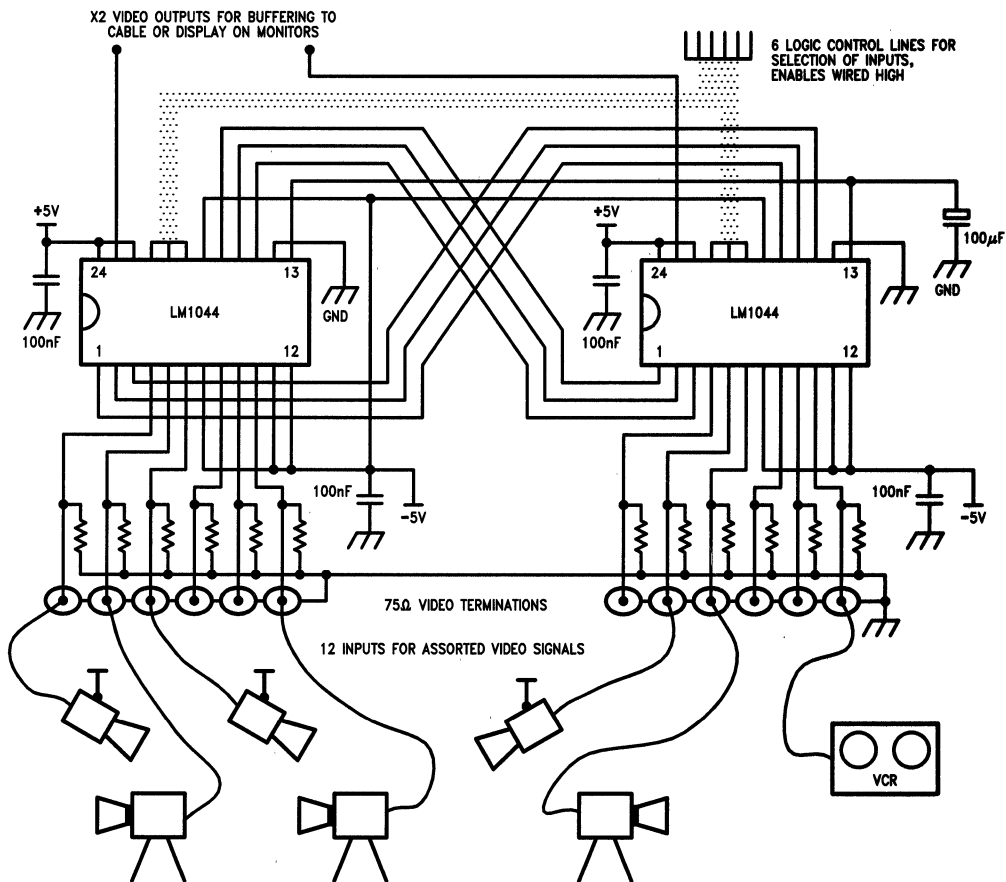 X2 VIDEO OUTPUTS FOR BUFFERING TO
CABLE OR DISPLAY ON MONITORS
6 LOGIC CONTROL LINES FOR
SELECTION OF INPUTS,
ENABLES WIRED HIGH
+5V
+5V
100µF
GND
24
13
LM1044
1
12
100nF
GND
24
13
LM1044
1
12
100nF
100nF
-5V
100nF
-5V
75Ω VIDEO TERMINATIONS
12 INPUTS FOR ASSORTED VIDEO SIGNALS
VCR